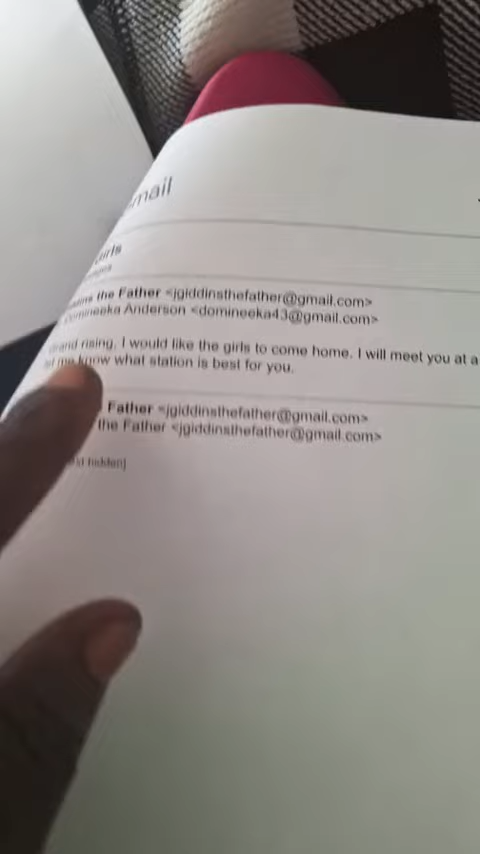 mail
girls
the Father <jgiddinsthefather@gmail.com>
Anderson <domineeka43@gmail.com>
rising, I would like the girls to come home. I will meet you at a
me know what station is best for you.
Father <jgiddinsthefather@gmail.com>
the Father <jgiddinsthefather@gmail.com>
hidden]